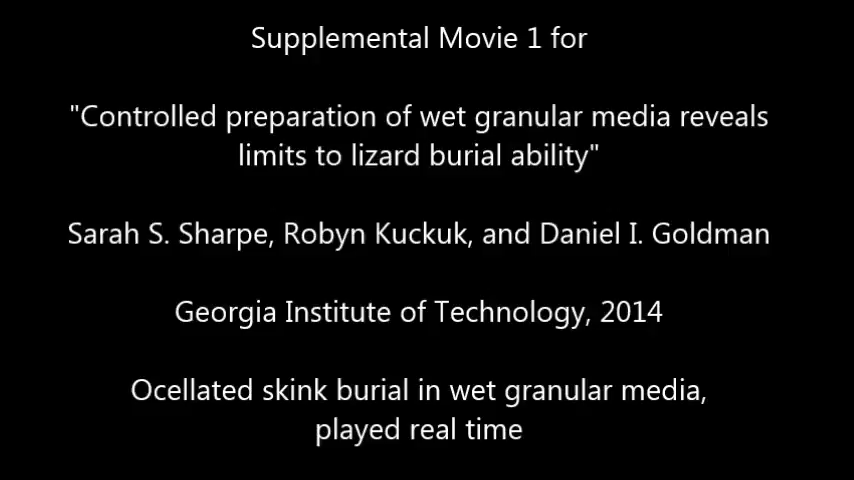 Supplemental Movie 1 for
"Controlled preparation of wet granular media reveals
limits to lizard burial ability"
Sarah S. Sharpe, Robyn Kuckuk, and Daniel I. Goldman
Georgia Institute of Technology, 2014
Ocellated skink burial in wet granular media,
played real time